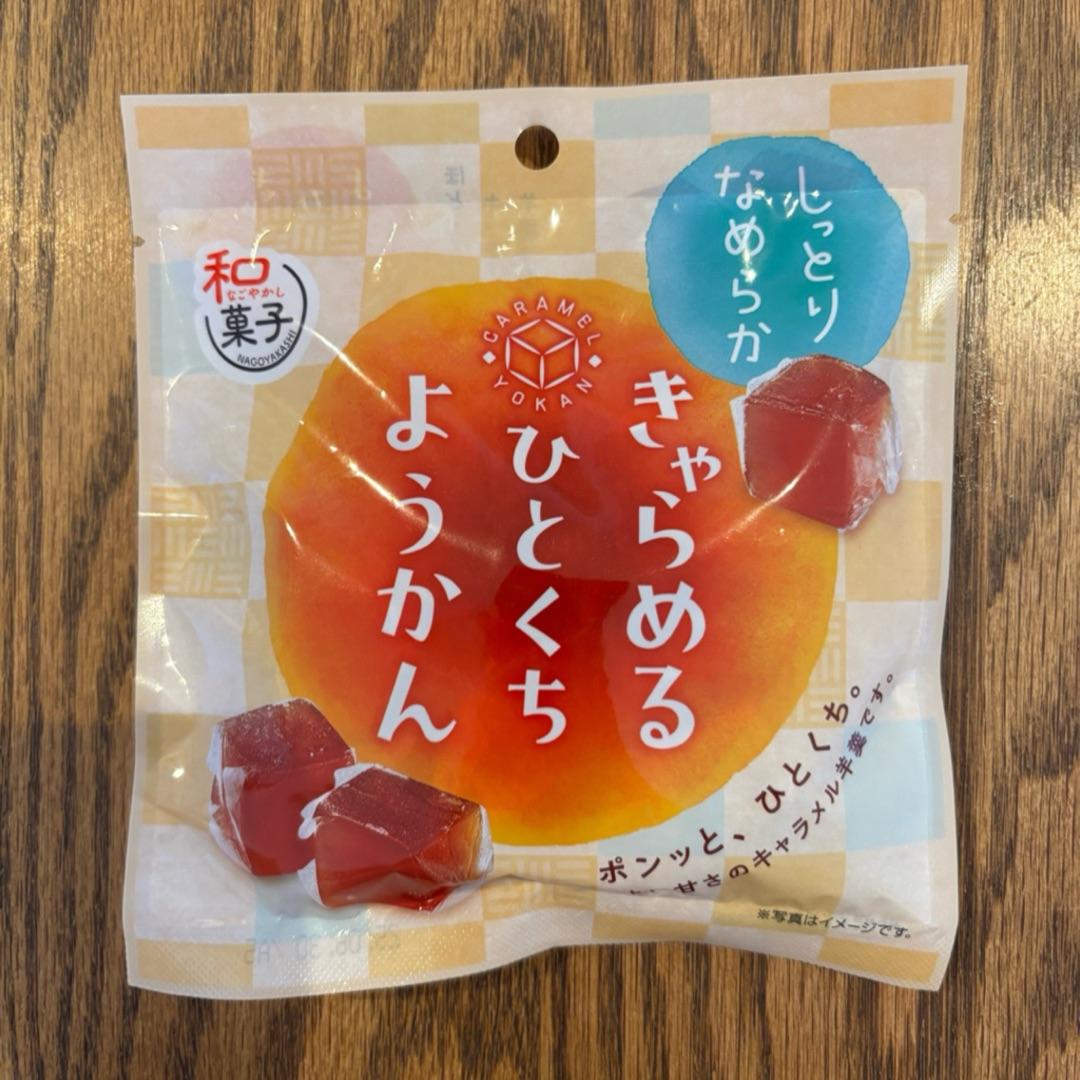 しっとり
なめらか
和
なごやかし
菓子
NAGOYAKASHI
CARAMEL
YOKAN
きゃらめる
ひとくち
ようかん
ポンッと、ひとくち。
甘さのキャラメル羊羹です。
※写真はイメージです。